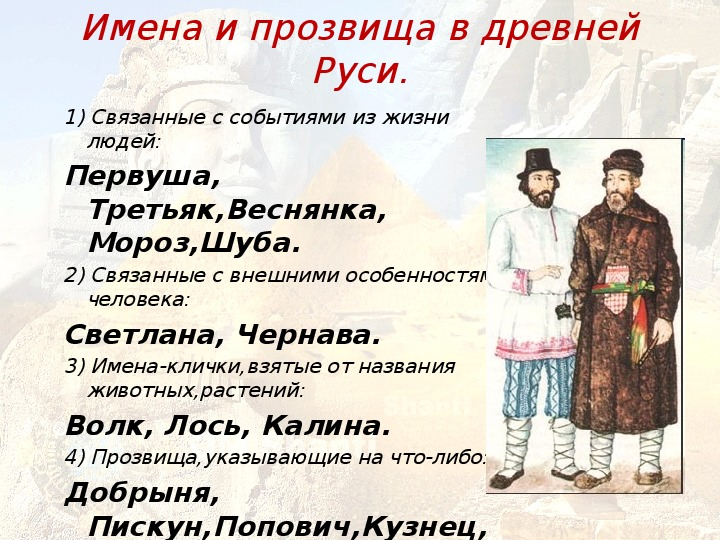 Имена и прозвища в древней
Руси.
1) Связанные с событиями из жизни
людей:
Первуша,
Третьяк,Веснянка,
Мороз,Шуба.
2) Связанные с внешними особенностям
человека:
Светлана, Чернава.
3) Имена-клички,взятые от названия
животных,растений:
Волк, Лось, Калина.
4) Прозвища,указывающие на что-либо:
Добрыня,
Пискун,Попович,Кузнец,